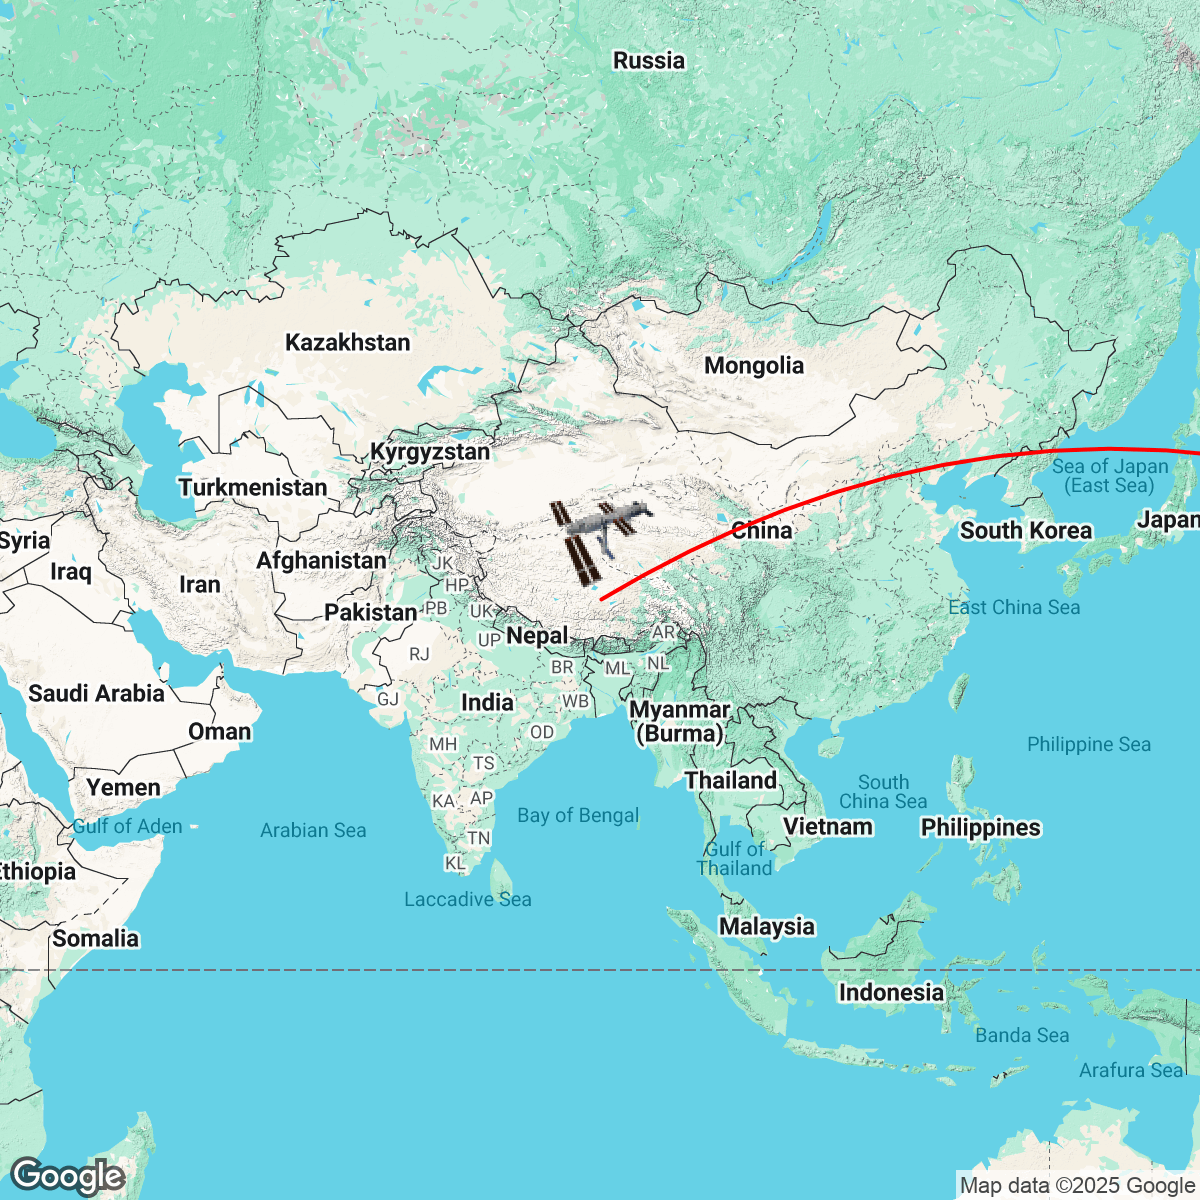 Russia
Kazakhstan
Mongolia
Kyrgyzstan
Sea of Japan
(East Sea)
Turkmenistan
China
South Korea
Japan
Syria
Afghanistan
JK
Iraq
Iran
HP
Pakistan
PB
UK
East China Sea
Nepal
AR
UP
RJ
BR
ML
NL
Saudi Arabia
GJ
India
WB
Myanmar
(Burma)
Oman
OD
MH
Philippine Sea
TS
Thailand
Yemen
South
China Sea
KA
AP
Bay of Bengal
Gulf of Aden
Arabian Sea
Vietnam
Philippines
TN
Gulf of
Thailand
KL
Ethiopia
Laccadive Sea
Malaysia
Somalia
Indonesia
Banda Sea
Arafura Sea
Google
Map data ©2025 Google